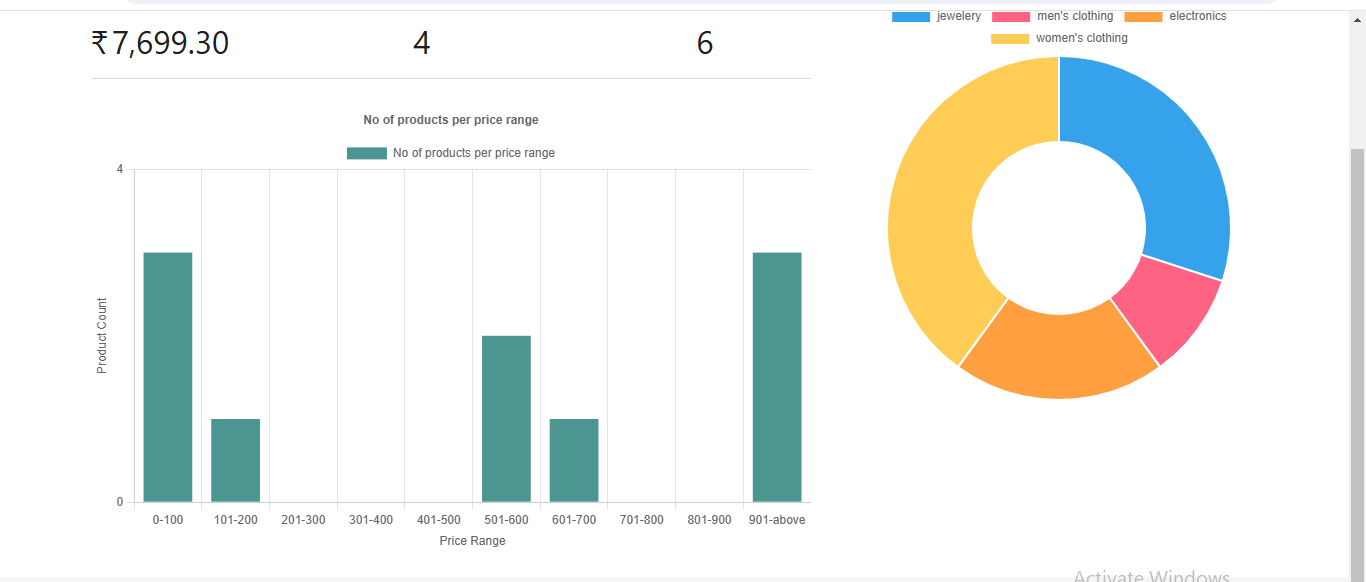 ₹7,699.30 4 6
No of products per price range
No of products per price range
4
Product Count
0
0-100 101-200 201-300 301-400 401-500 501-600 601-700 701-800 801-900 901-above
Price Range
jewelery men's clothing electronics
women's clothing
Activate Windows